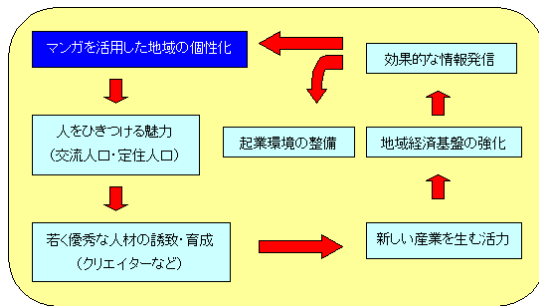 マンガを活用した地域の個性化
人をひきつける魅力
(交流人口・定住人口)
若く優秀な人材の誘致・育成
(クリエイターなど)
新しい産業を生む活力
地域経済基盤の強化
効果的な情報発信
起業環境の整備